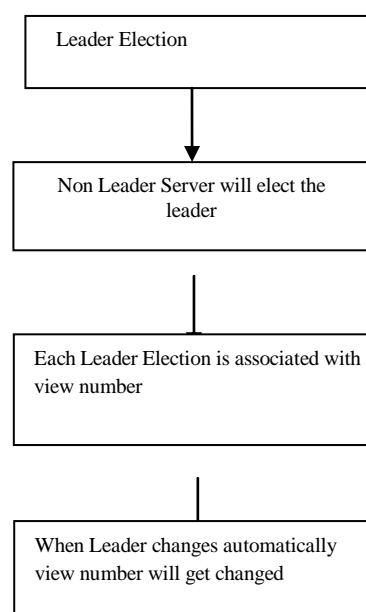 Leader Election
Non Leader Server will elect the
leader
Each Leader Election is associated with
view number
When Leader changes automatically
view number will get changed